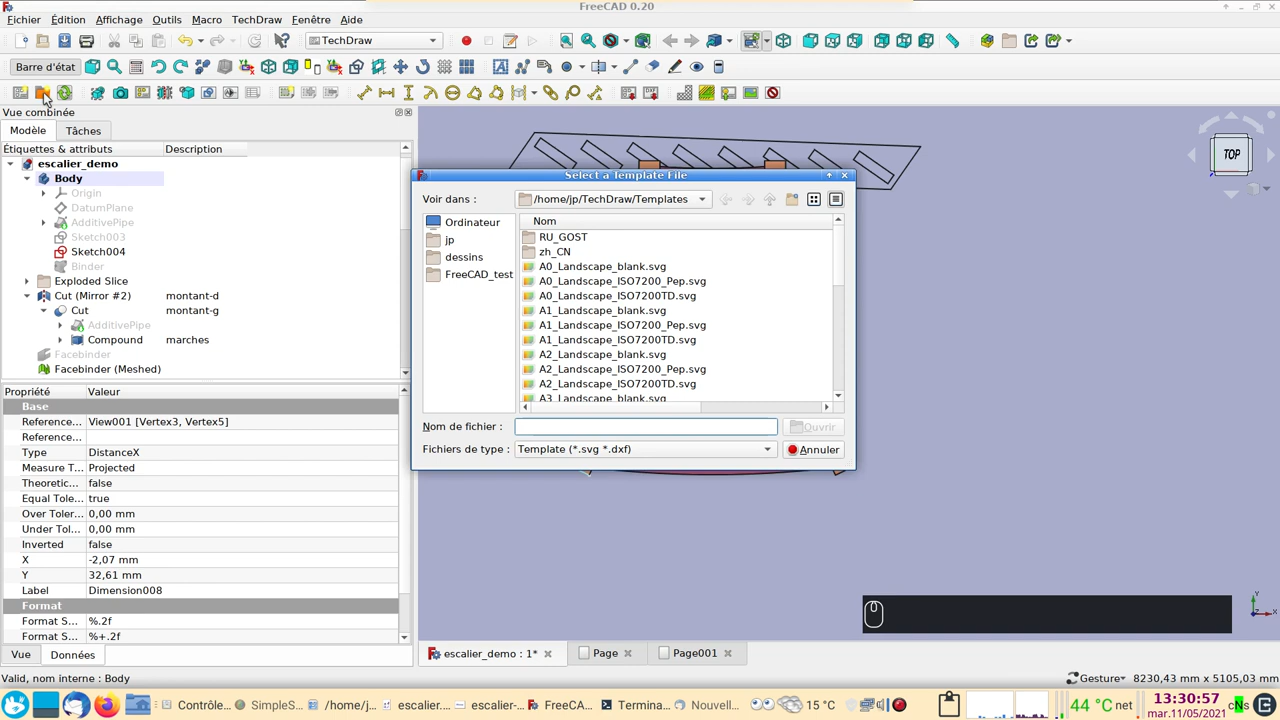 FreeCAD 0.20
Fichier Édition Affichage Outils Macro TechDraw Fenêtre Aide
TechDraw
Barre d'état
Vue combinée
Modèle Tâches
Étiquettes & attributs Description
escalier_demo
Body
Origin
DatumPlane
AdditivePipe
Sketch003
Sketch004
Binder
Exploded Slice
Cut (Mirror #2) montant-d
Cut montant-g
AdditivePipe
Compound marches
Facebinder
Facebinder (Meshed)
Propriété Valeur
Base
Reference... View001 [Vertex3, Vertex5]
Reference...
Type DistanceX
Measure T... Projected
Theoretic... false
Equal Tole... true
Over Toler... 0,00 mm
Under Tol... 0,00 mm
Inverted false
X -2,07 mm
Y 32,61 mm
Label Dimension008
Format
Format S... %.2f
Format S... %+.2f
Vue Données
TOP
Select a Template File
Voir dans : /home/jp/TechDraw/Templates
Ordinateur
jp
dessins
FreeCAD_test
Nom
RU_GOST
zh_CN
A0_Landscape_blank.svg
A0_Landscape_ISO7200_Pep.svg
A0_Landscape_ISO7200TD.svg
A1_Landscape_blank.svg
A1_Landscape_ISO7200_Pep.svg
A1_Landscape_ISO7200TD.svg
A2_Landscape_blank.svg
A2_Landscape_ISO7200_Pep.svg
A2_Landscape_ISO7200TD.svg
A3_Landscape_blank.svg
Nom de fichier : Ouvrir
Fichiers de type : Template (*.svg *.dxf) Annuler
Y
X
escalier_demo : 1* Page Page001
Valid, nom interne : Body Gesture 8230,43 mm x 5105,03 mm
Contrôle... SimpleS... /home/j... escalier... escalier-... FreeCA... Termina... Nouvell... 15 °C 44 °C net 13:30:57
mar.11/05/2021